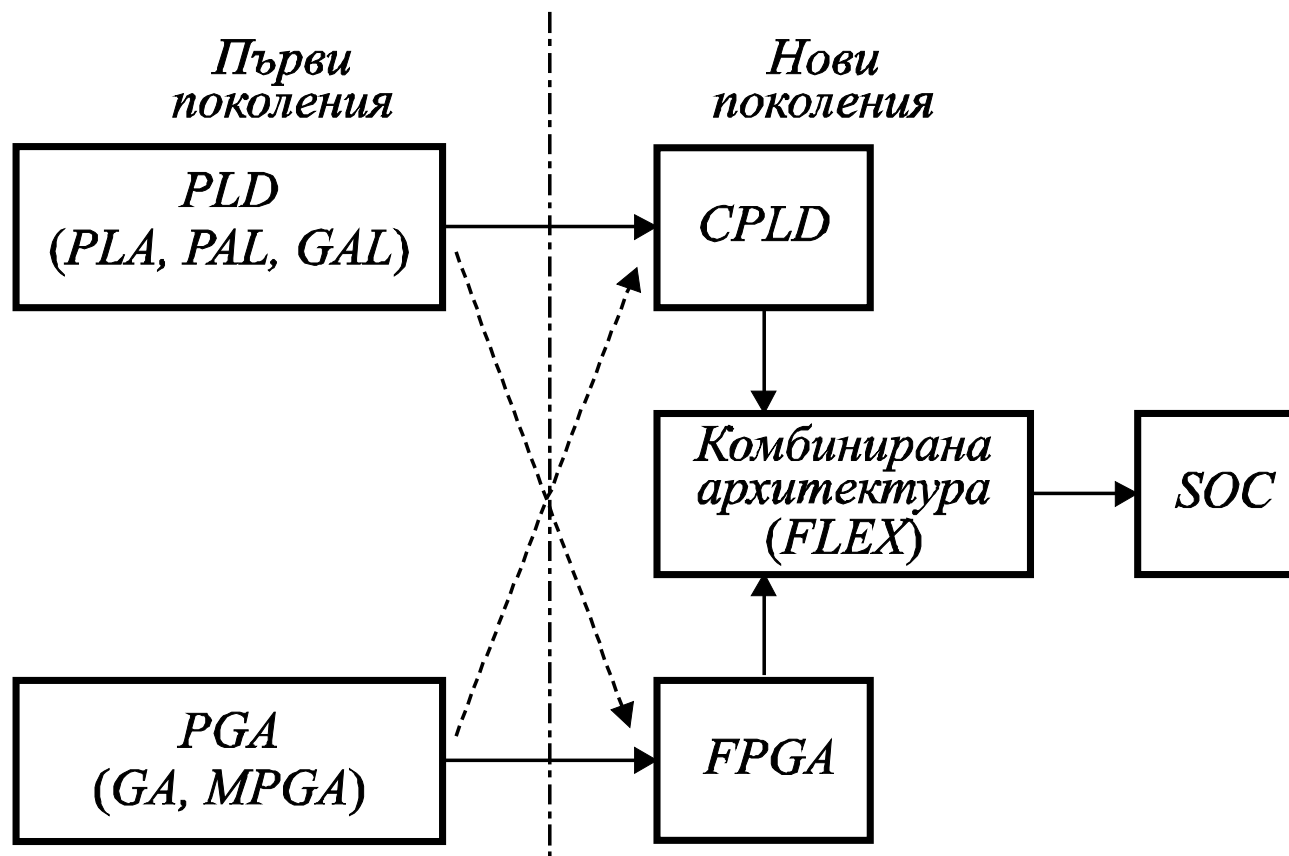 Първи
поколения
Нови
поколения
PLD
(PLA, PAL, GAL)
CPLD
Комбинирана
архитектура
(FLEX)
SOC
PGA
(GA, MPGA)
FPGA